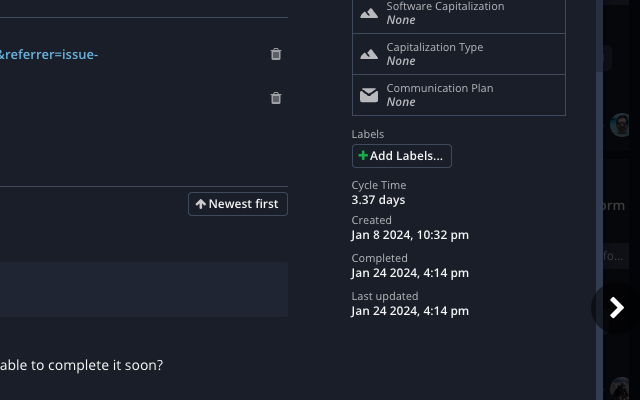 Software Capitalization
None
&referrer=issue-
Capitalization Type
None
Communication Plan
None
Labels
Add Labels...
Cycle Time
3.37 days
Newest first
Created
Jan 8 2024, 10:32 pm
Completed
Jan 24 2024, 4:14 pm
Last updated
Jan 24 2024, 4:14 pm
able to complete it soon?
orm
fo...